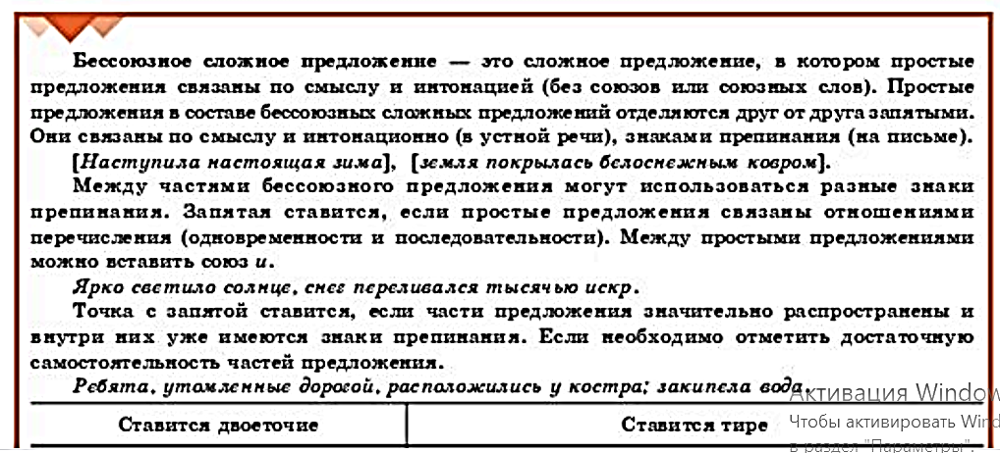 Бессоюзное сложное предложение — это сложное предложение, в котором простые
предложения связаны по смыслу и интонацией (без союзов или союзных слов). Простые
предложения в составе бессоюзных сложных предложений отделяются друг от друга запятыми.
Они связаны по смыслу и интонационно (в устной речи), знаками препинания (на письме).
[Наступила настоящая зима], [земля покрылась белоснежным ковром].
Между частями бессоюзного предложения могут использоваться разные знаки
препинания. Запятая ставится, если простые предложения связаны отношениями
перечисления (одновременности и последовательности). Между простыми предложениями
можно вставить союз и.
Ярко светило солнце, снег переливался тысячью искр.
Точка с запятой ставится, если части предложения значительно распространены и
внутри них уже имеются знаки препинания. Если необходимо отметить достаточную
самостоятельность частей предложения.
Ребята, утомленные дорогой, расположились у костра; закипела вода.
Активация Window
Ставится двоеточие Ставится тире
Чтобы активировать Wind
в раздел "Параметры".